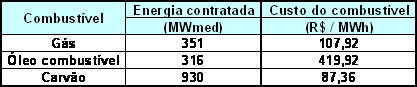 Combustível Energia contratada Custo do combustível
(MWmed) (R$ / MWh)
Gás 351 107,92
Óleo combustível 316 419,92
Carvão 930 87,36